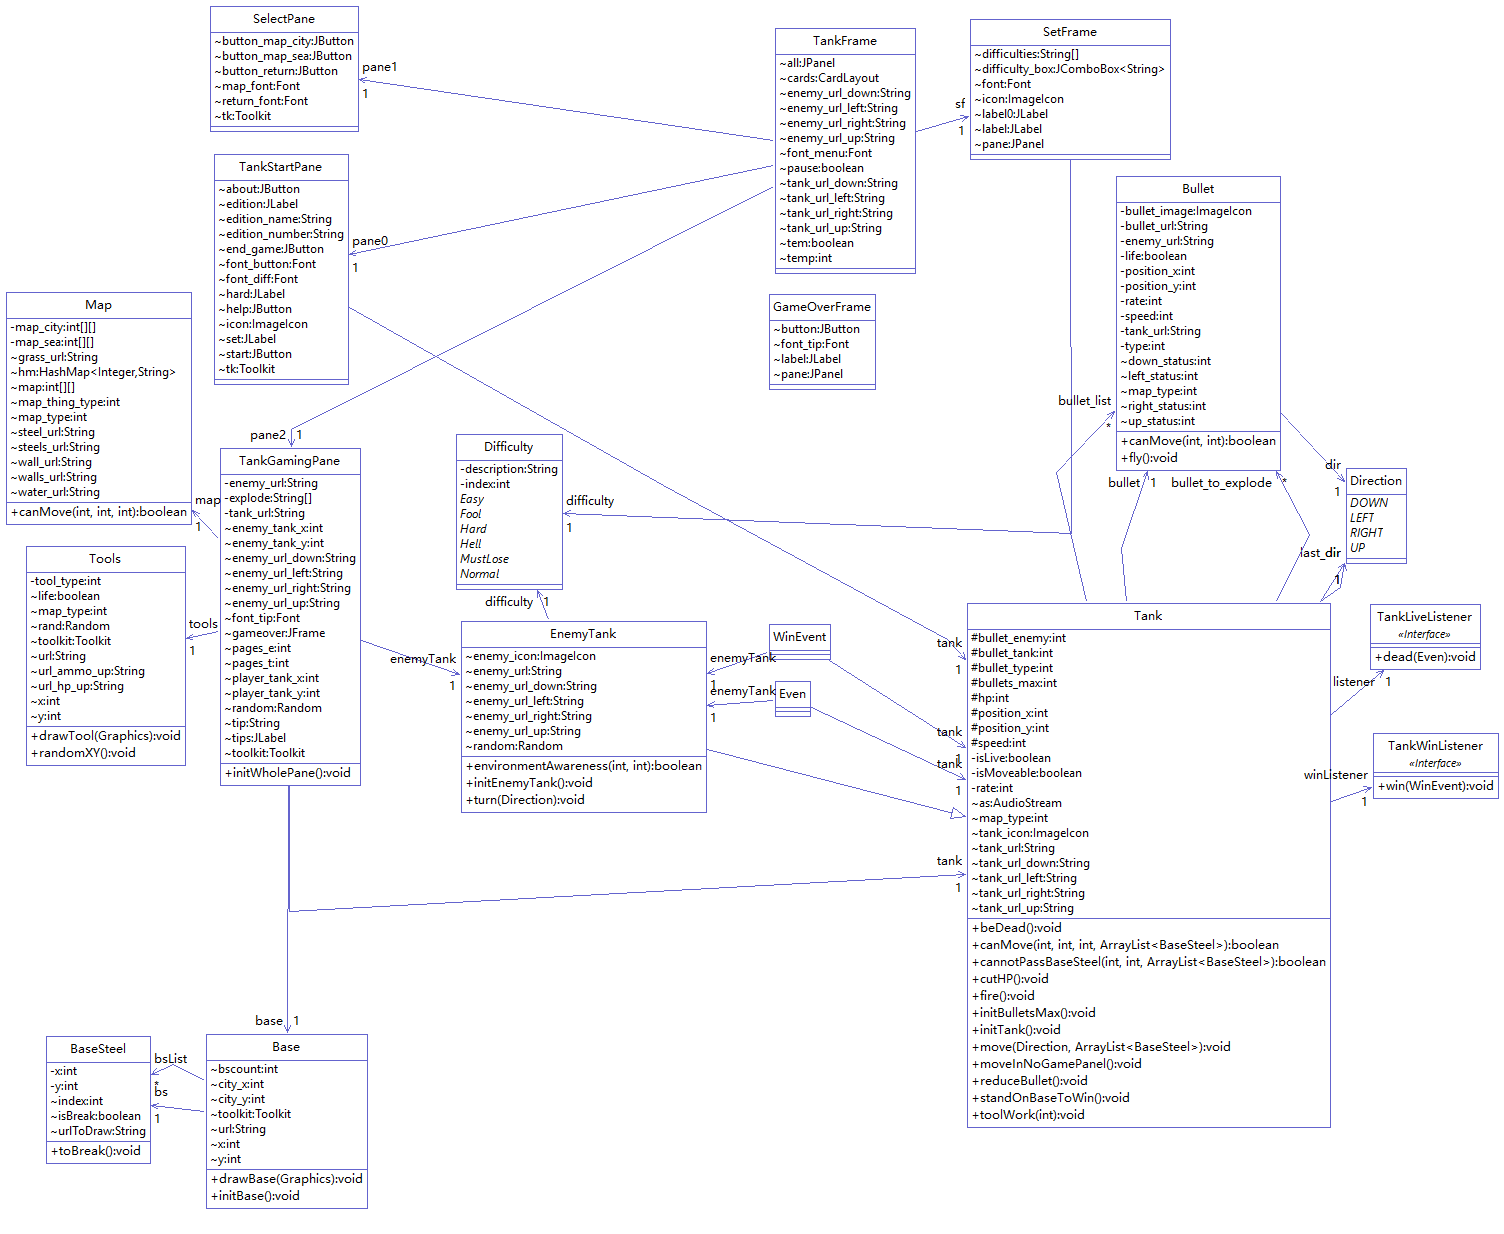 SelectPane
~button_map_city:JButton
~button_map_sea:JButton
~button_return:JButton
~map_font:Font
~return_font:Font
~tk:Toolkit
pane1
1
TankFrame
~all:JPanel
~cards:CardLayout
~enemy_url_down:String
~enemy_url_left:String
~enemy_url_right:String
~enemy_url_up:String
~font_menu:Font
~pause:boolean
~tank_url_down:String
~tank_url_left:String
~tank_url_right:String
~tank_url_up:String
~tem:boolean
~temp:int
sf
1
SetFrame
~difficulties:String[]
~difficulty_box:JComboBox<String>
~font:Font
~icon:ImageIcon
~label0:JLabel
~label:JLabel
~pane:JPanel
TankStartPane
~about:JButton
~edition:JLabel
~edition_name:String
~edition_number:String
~end_game:JButton
~font_button:Font
~font_diff:Font
~hard:JLabel
~help:JButton
~icon:ImageIcon
~set:JLabel
~start:JButton
~tk:Toolkit
pane0
1
Bullet
-bullet_image:ImageIcon
-bullet_url:String
-enemy_url:String
-life:boolean
-position_x:int
-position_y:int
-rate:int
-speed:int
-tank_url:String
-type:int
~down_status:int
~left_status:int
~map_type:int
~right_status:int
~up_status:int
+canMove(int, int):boolean
+fly():void
Map
-map_city:int[][]
-map_sea:int[][]
~grass_url:String
~hm:HashMap<Integer,String>
~map:int[][]
~map_thing_type:int
~map_type:int
~steel_url:String
~steels_url:String
~wall_url:String
~walls_url:String
~water_url:String
+canMove(int, int, int):boolean
GameOverFrame
~button:JButton
~font_tip:Font
~label:JLabel
~pane:JPanel
bullet_list
*
pane2
1
TankGamingPane
-enemy_url:String
-explode:String[]
-tank_url:String
~enemy_tank_x:int
~enemy_tank_y:int
~enemy_url_down:String
~enemy_url_left:String
~enemy_url_right:String
~enemy_url_up:String
~font_tip:Font
~gameover:JFrame
~pages_e:int
~pages_t:int
~player_tank_x:int
~player_tank_y:int
~random:Random
~tip:String
~tips:JLabel
~toolkit:Toolkit
+initWholePane():void
Difficulty
-description:String
-index:int
Easy
Fool
Hard
Hell
MustLose
Normal
difficulty
1
difficulty
1
bullet
1
bullet_to_explode
*
dir
1
Direction
DOWN
LEFT
RIGHT
UP
last_dir
1
map
1
Tools
-tool_type:int
~life:boolean
~map_type:int
~rand:Random
~toolkit:Toolkit
~url:String
~url_ammo_up:String
~url_hp_up:String
~x:int
~y:int
+drawTool(Graphics):void
+randomXY():void
tools
1
enemyTank
1
EnemyTank
~enemy_icon:ImageIcon
~enemy_url:String
~enemy_url_down:String
~enemy_url_left:String
~enemy_url_right:String
~enemy_url_up:String
~random:Random
+environmentAwareness(int, int):boolean
+initEnemyTank():void
+turn(Direction):void
WinEvent
enemyTank
1
Even
enemyTank
1
tank
1
tank
1
tank
1
tank
1
Tank
#bullet_enemy:int
#bullet_tank:int
#bullet_type:int
#bullets_max:int
#hp:int
#position_x:int
#position_y:int
#speed:int
-isLive:boolean
-isMoveable:boolean
-rate:int
~as:AudioStream
~map_type:int
~tank_icon:ImageIcon
~tank_url:String
~tank_url_down:String
~tank_url_left:String
~tank_url_right:String
~tank_url_up:String
+beDead():void
+canMove(int, int, int, ArrayList<BaseSteel>):boolean
+cannotPassBaseSteel(int, int, ArrayList<BaseSteel>):boolean
+cutHP():void
+fire():void
+initBulletsMax():void
+initTank():void
+move(Direction, ArrayList<BaseSteel>):void
+moveInNoGamePanel():void
+reduceBullet():void
+standOnBaseToWin():void
+toolWork(int):void
TankLiveListener
«Interface»
+dead(Even):void
listener
1
TankWinListener
«Interface»
+win(WinEvent):void
winListener
1
base
1
BaseSteel
-x:int
-y:int
~index:int
~isBreak:boolean
~urlToDraw:String
+toBreak():void
bsList
*
bs
1
Base
~bscount:int
~city_x:int
~city_y:int
~toolkit:Toolkit
~url:String
~x:int
~y:int
+drawBase(Graphics):void
+initBase():void